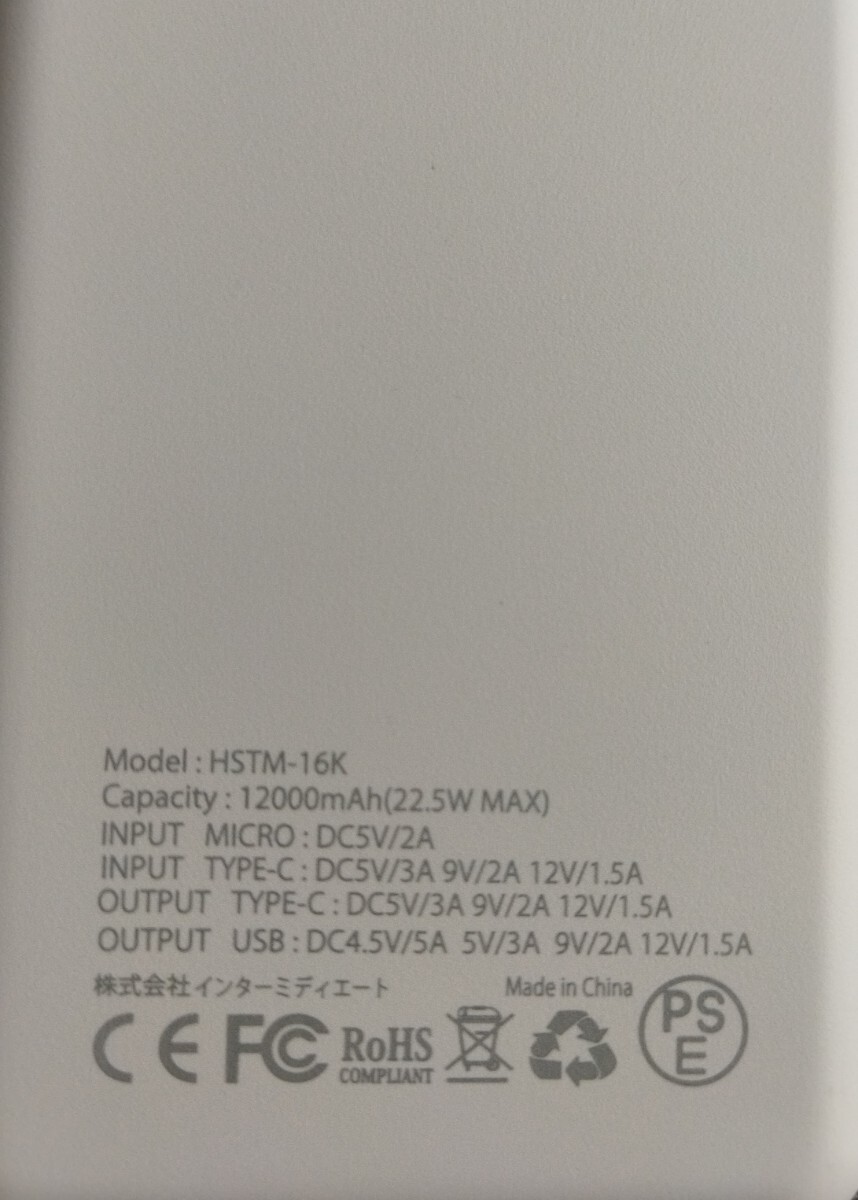 Model : HSTM-16K
Capacity : 12000mAh(22.5W MAX)
INPUT MICRO : DC5V/2A
INPUT TYPE-C : DC5V/3A 9V/2A 12V/1.5A
OUTPUT TYPE-C : DC5V/3A 9V/2A 12V/1.5A
OUTPUT USB : DC4.5V/5A 5V/3A 9V/2A 12V/1.5A
株式会社インターミディエート Made in China
CE FC RoHS COMPLIANT PSE